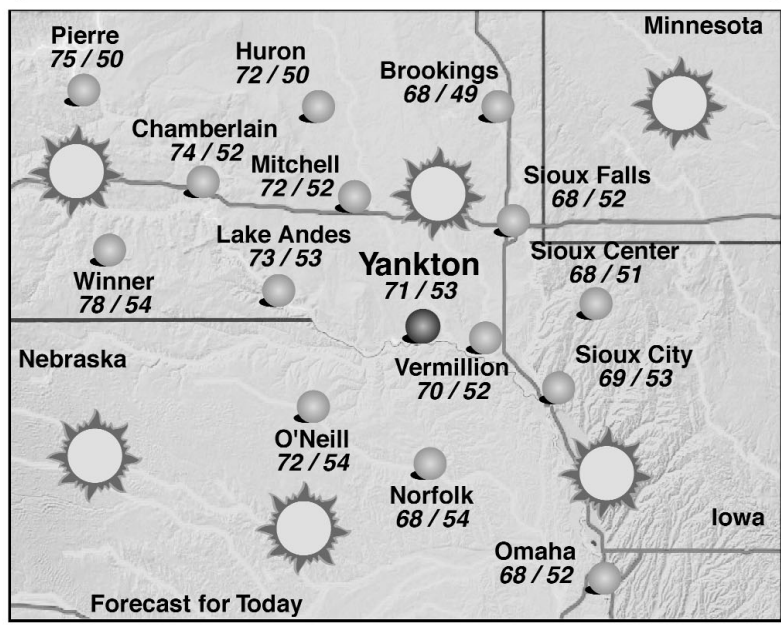 Pierre
75 / 50
Huron
72 / 50
Brookings
68 / 49
Minnesota
Chamberlain
74 / 52
Mitchell
72 / 52
Sioux Falls
68 / 52
Lake Andes
73 / 53
Yankton
71 / 53
Sioux Center
68 / 51
Winner
78 / 54
Nebraska
Vermillion
70 / 52
Sioux City
69 / 53
O'Neill
72 / 54
Norfolk
68 / 54
Iowa
Omaha
68 / 52
Forecast for Today